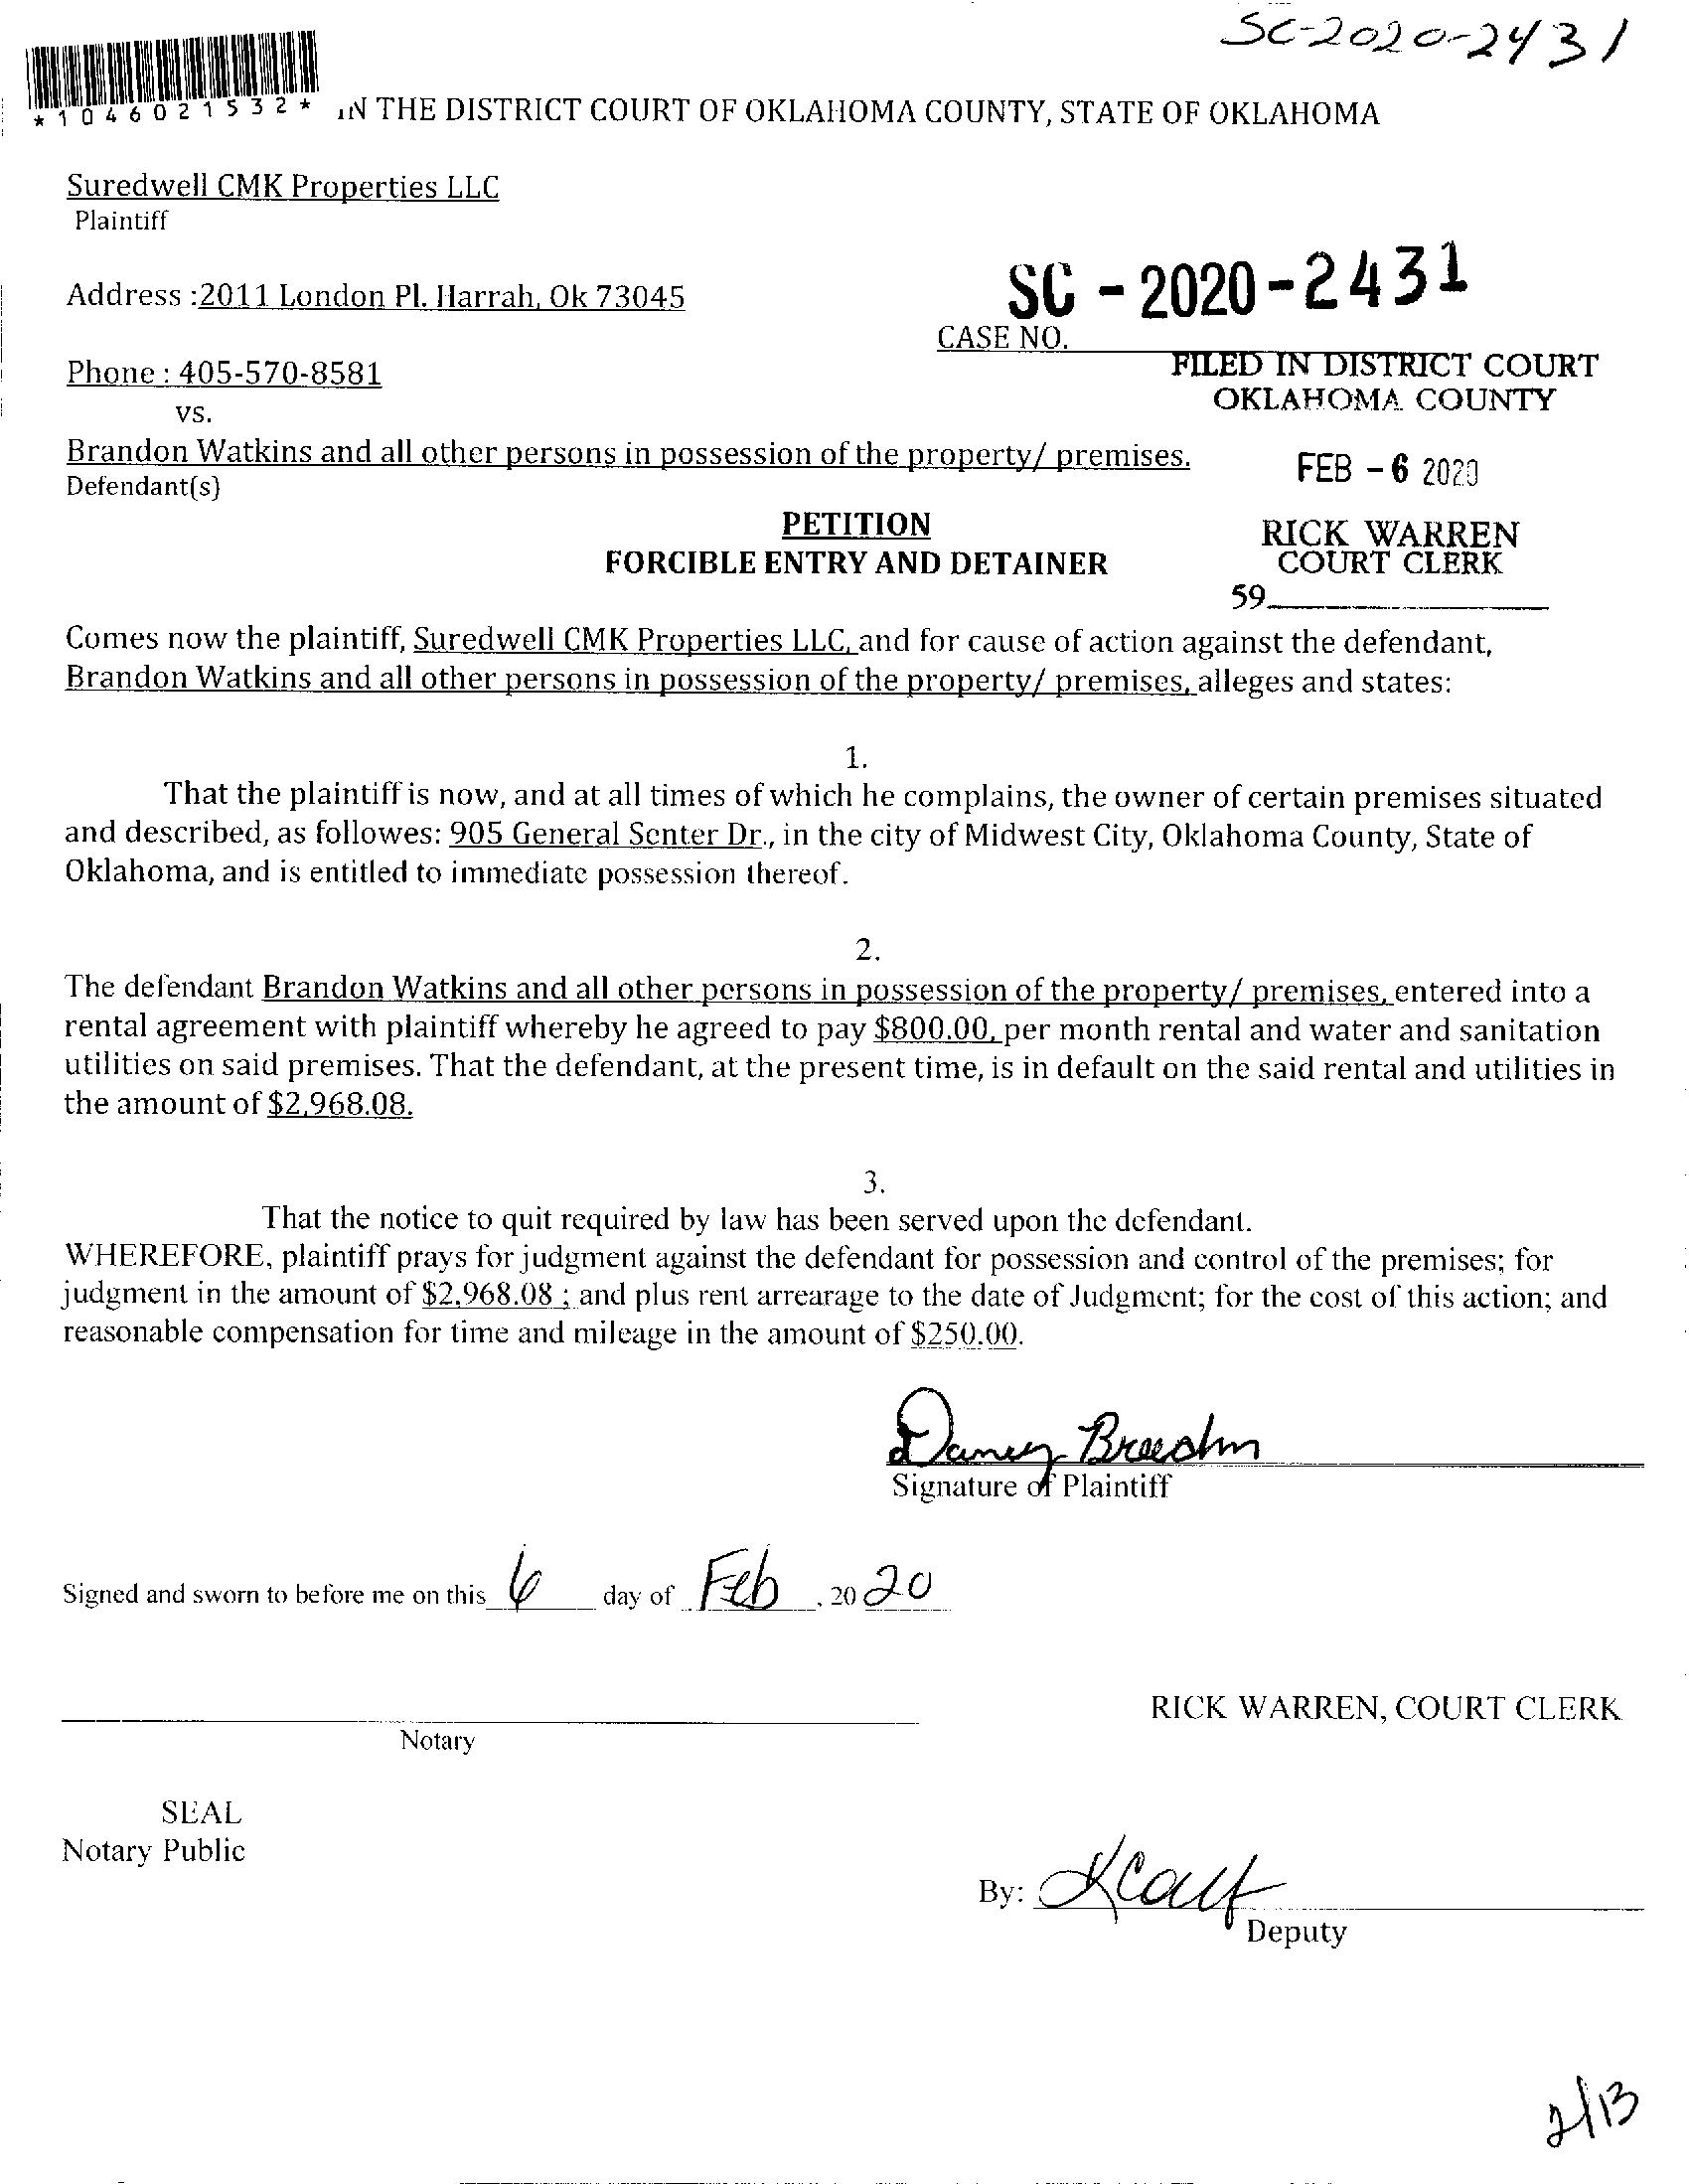 SC-2020-2431
*1046021532*
IN THE DISTRICT COURT OF OKLAHOMA COUNTY, STATE OF OKLAHOMA
Suredwell CMK Properties LLC
Plaintiff
Address :2011 London Pl. Harrah, Ok 73045
SC - 2020-2431
CASE NO.
Phone : 405-570-8581
FILED IN DISTRICT COURT
OKLAHOMA COUNTY
vs.
Brandon Watkins and all other persons in possession of the property/ premises.
Defendant(s)
FEB - 6 2020
PETITION
FORCIBLE ENTRY AND DETAINER
RICK WARREN
COURT CLERK
59
Comes now the plaintiff, Suredwell CMK Properties LLC, and for cause of action against the defendant,
Brandon Watkins and all other persons in possession of the property/ premises, alleges and states:
1.
That the plaintiff is now, and at all times of which he complains, the owner of certain premises situated
and described, as followes: 905 General Senter Dr., in the city of Midwest City, Oklahoma County, State of
Oklahoma, and is entitled to immediate possession thereof.
2.
The defendant Brandon Watkins and all other persons in possession of the property/ premises, entered into a
rental agreement with plaintiff whereby he agreed to pay $800.00, per month rental and water and sanitation
utilities on said premises. That the defendant, at the present time, is in default on the said rental and utilities in
the amount of $2,968.08.
3.
That the notice to quit required by law has been served upon the defendant.
WHEREFORE, plaintiff prays for judgment against the defendant for possession and control of the premises; for
judgment in the amount of $2,968.08 ; and plus rent arrearage to the date of Judgment; for the cost of this action; and
reasonable compensation for time and mileage in the amount of $250.00.
Signature of Plaintiff
Signed and sworn to before me on this 6 day of Feb, 2020
RICK WARREN, COURT CLERK
Notary
SEAL
Notary Public
By:
Deputy
2/13